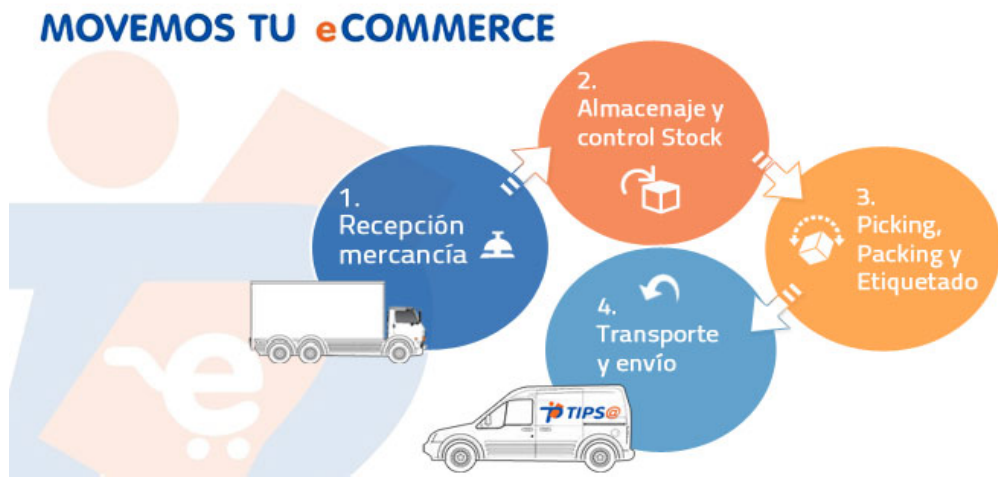 MOVEMOS TU eCOMMERCE
1.
Recepción
mercancía
2.
Almacenaje y
control Stock
3.
Picking,
Packing y
Etiquetado
4.
Transporte
y envío
TIPS@
e